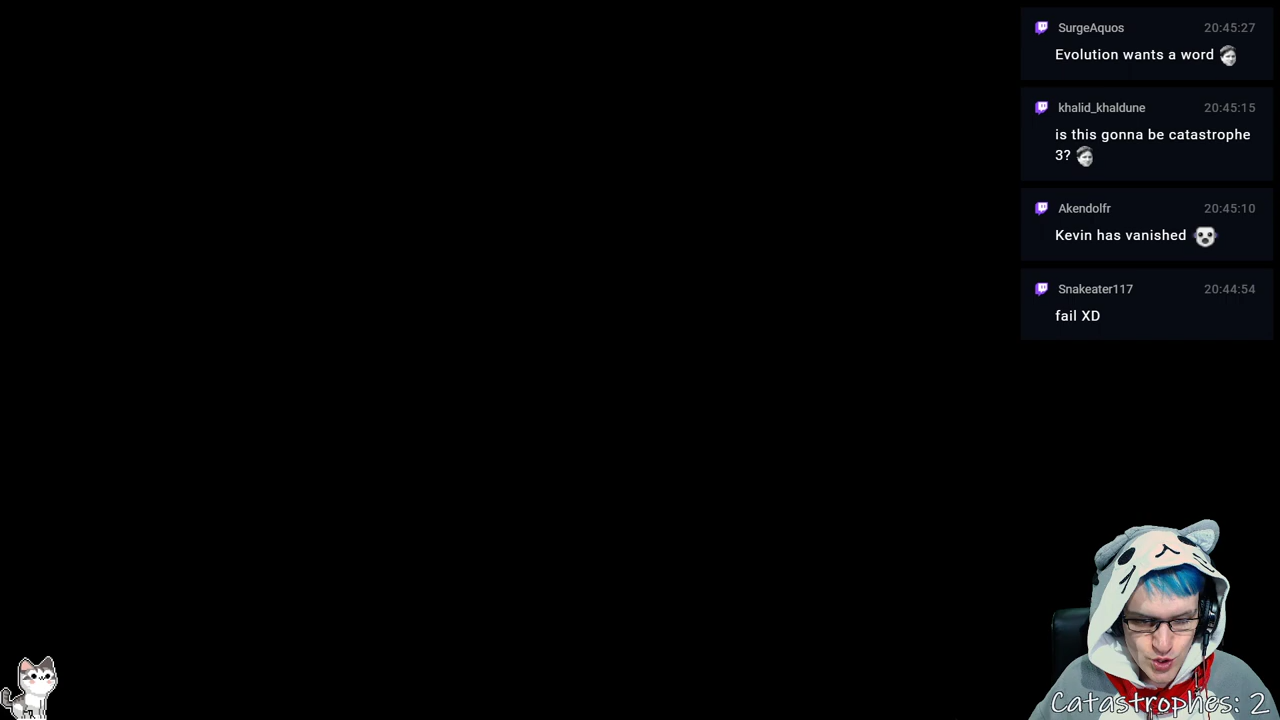 SurgeAquos 20:45:27
Evolution wants a word
khalid_khaldune 20:45:15
is this gonna be catastrophe
3?
Akendolfr 20:45:10
Kevin has vanished
Snakeater117 20:44:54
fail XD
Catastrophes: 2